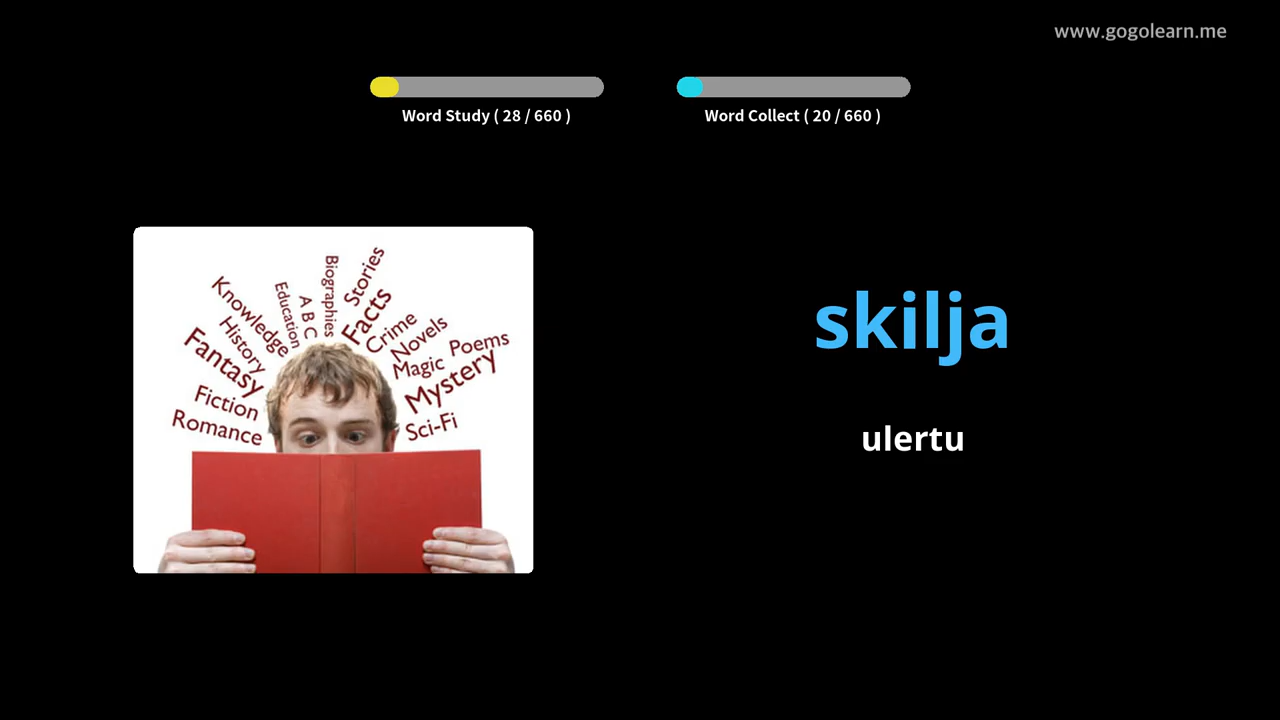 www.gogolearn.me
Word Study ( 28 / 660 )
Word Collect ( 20 / 660 )
Biographies
Stories
Education
A B C
Facts
Knowledge
Crime
History
Novels
Fantasy
Magic
Poems
Mystery
Fiction
Romance
Sci-Fi
skilja
ulertu